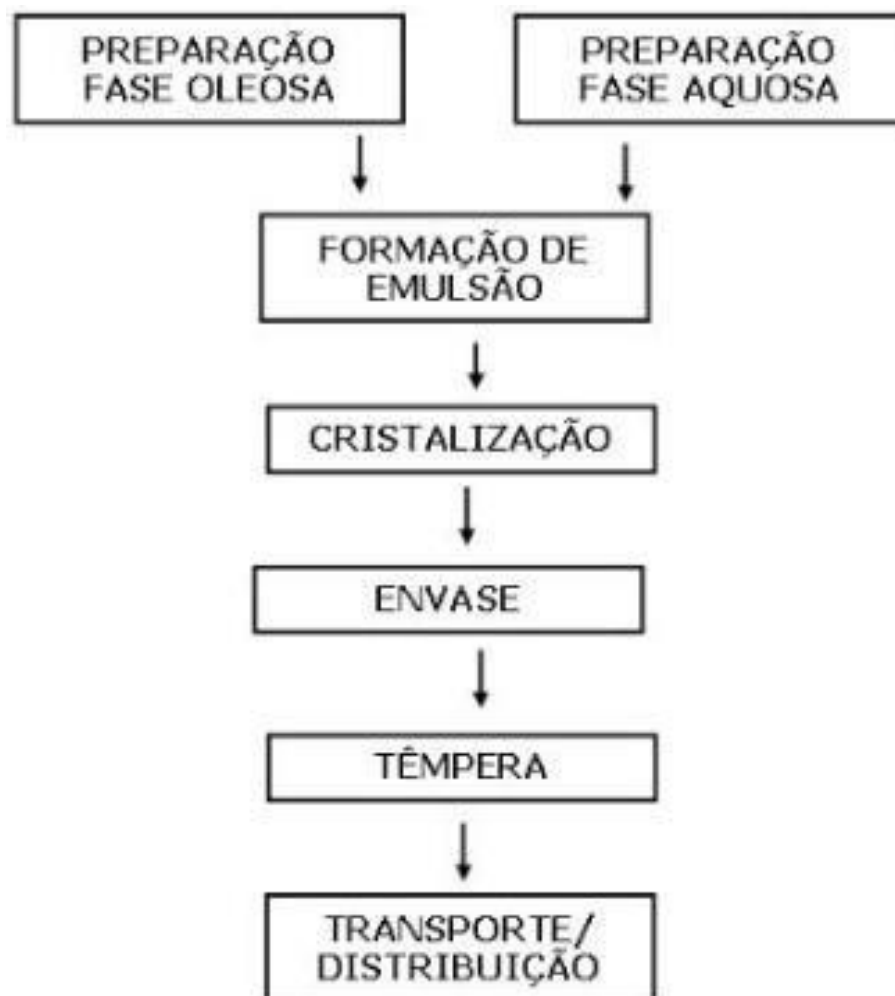 PREPARAÇÃO
FASE OLEOSA
PREPARAÇÃO
FASE AQUOSA
FORMAÇÃO DE
EMULSÃO
CRISTALIZAÇÃO
ENVASE
TÊMPERA
TRANSPORTE/
DISTRIBUIÇÃO